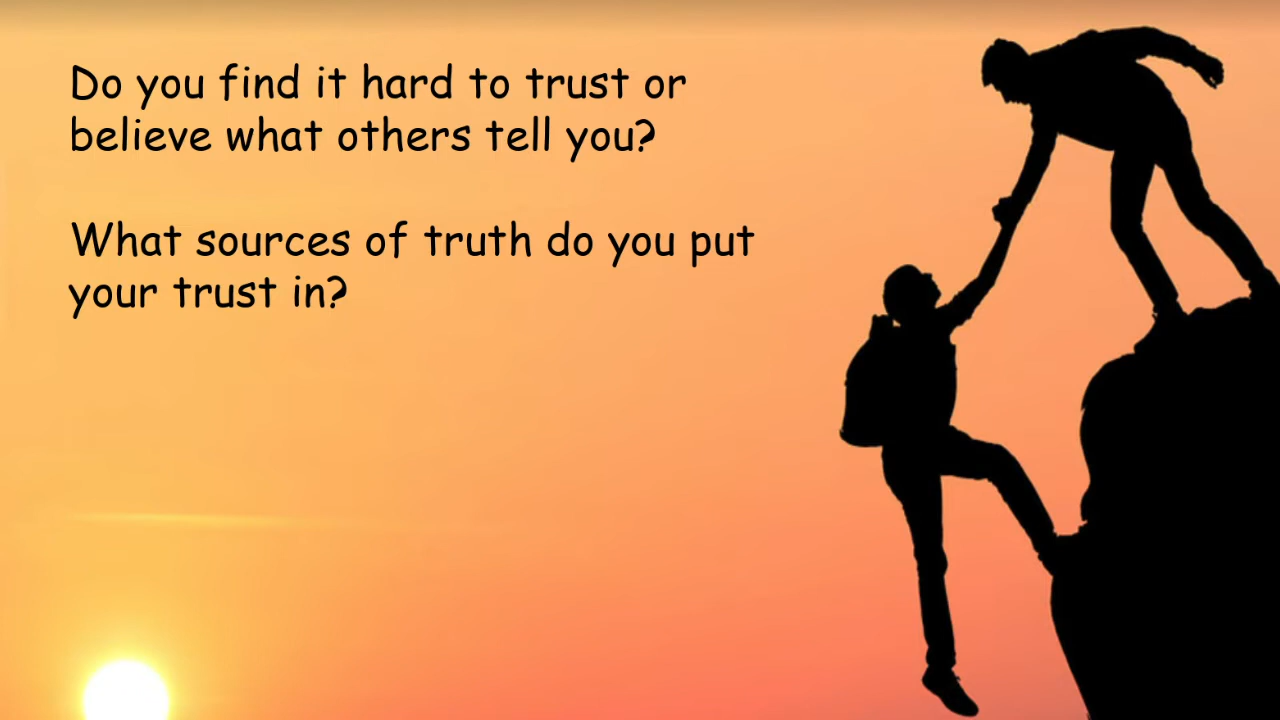 Do you find it hard to trust or
believe what others tell you?
What sources of truth do you put
your trust in?